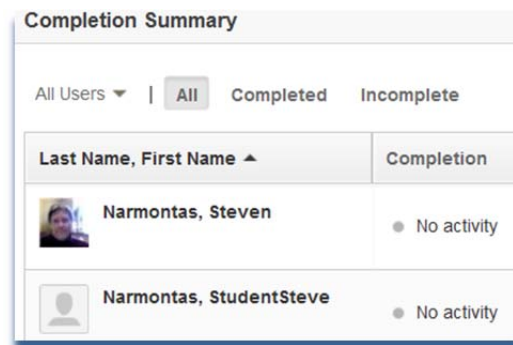 Completion Summary
All Users | All Completed Incomplete
Last Name, First Name Completion
Narmontas, Steven
No activity
Narmontas, StudentSteve
No activity